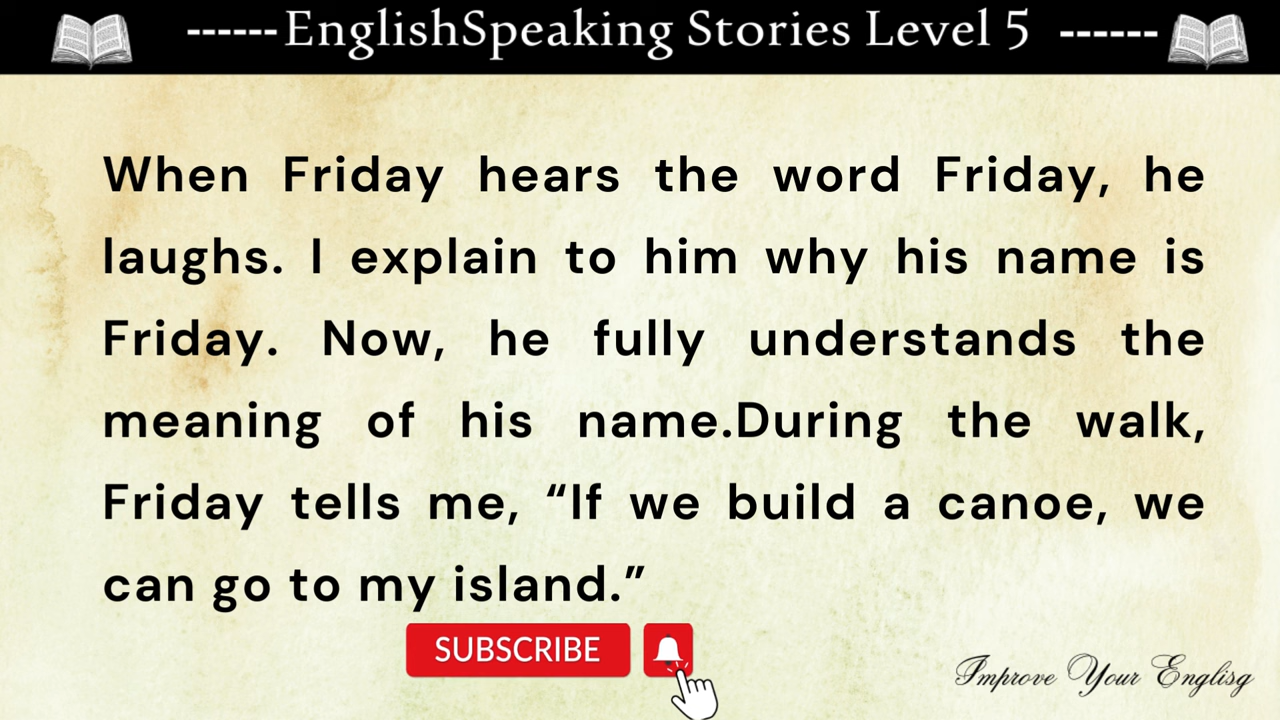 ------EnglishSpeaking Stories Level 5 ------
When Friday hears the word Friday, he
laughs. I explain to him why his name is
Friday. Now, he fully understands the
meaning of his name.During the walk,
Friday tells me, “If we build a canoe, we
can go to my island.”
SUBSCRIBE
Improve Your Englisg